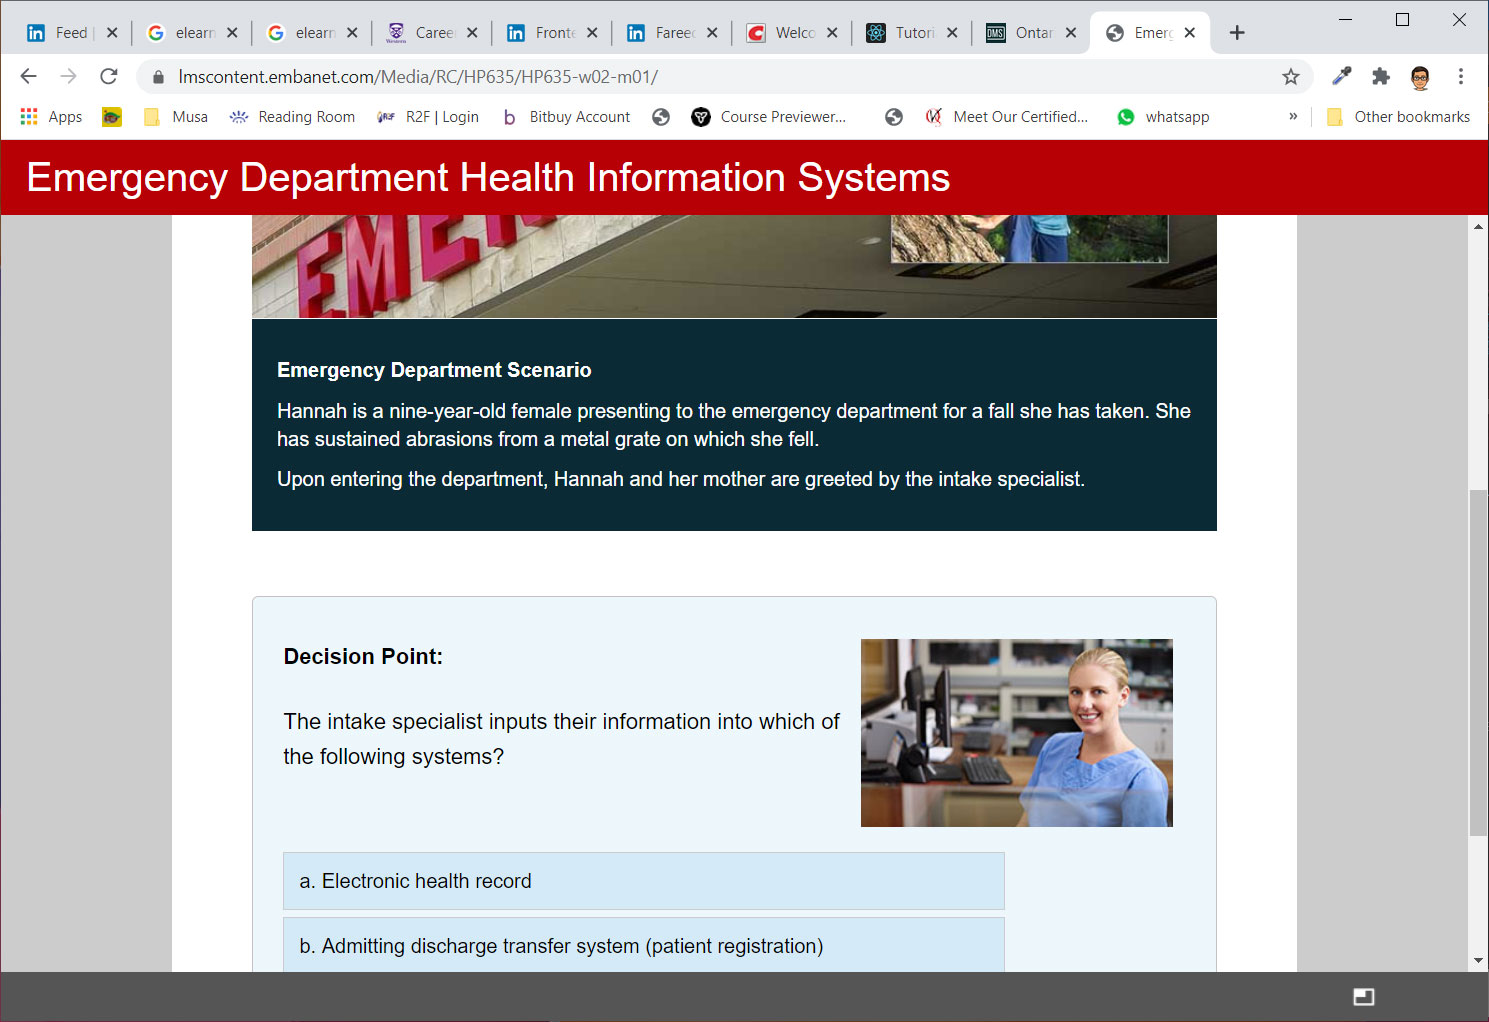 Feed
elearn
elearn
Career
Fronte
Fareed
Welco
Tutori
Ontar
Emerg
lmscontent.embanet.com/Media/RC/HP635/HP635-w02-m01/
Apps
Musa
Reading Room
R2F | Login
Bitbuy Account
Course Previewer...
Meet Our Certified...
whatsapp
»
Other bookmarks
Emergency Department Health Information Systems
EMER
Emergency Department Scenario
Hannah is a nine-year-old female presenting to the emergency department for a fall she has taken. She
has sustained abrasions from a metal grate on which she fell.
Upon entering the department, Hannah and her mother are greeted by the intake specialist.
Decision Point:
The intake specialist inputs their information into which of
the following systems?
a. Electronic health record
b. Admitting discharge transfer system (patient registration)